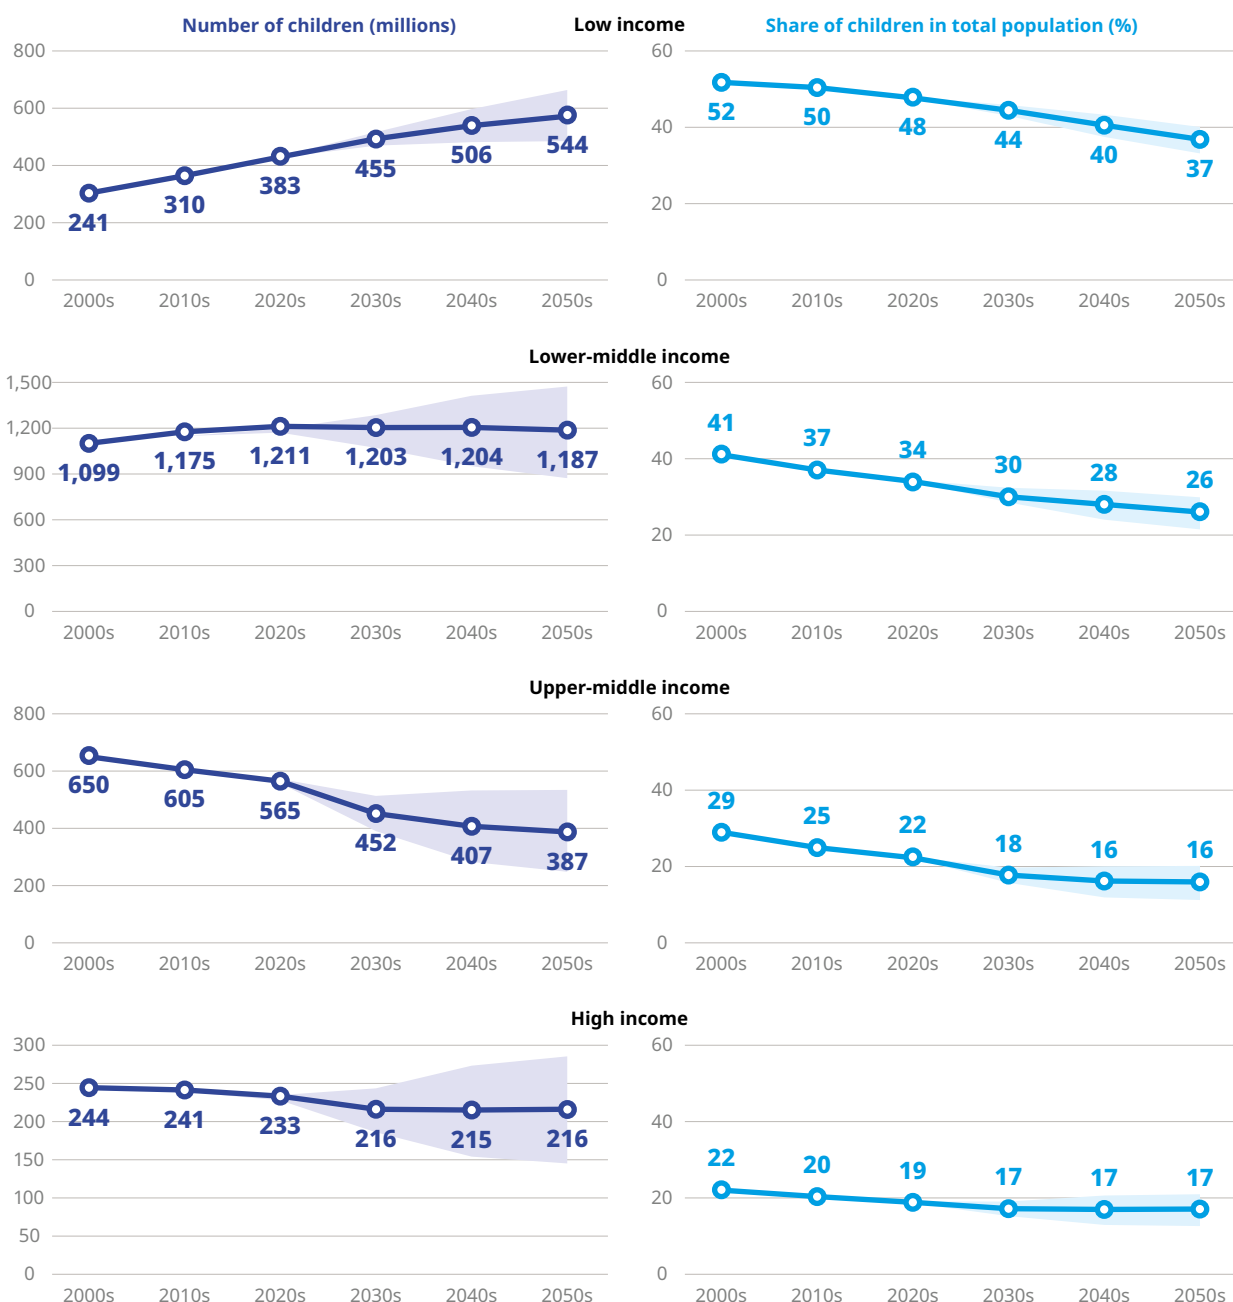 Number of children (millions) Low income Share of children in total population (%)
800 60
52 50 48 44 40 37
600
241 310 383 455 506 544
40
400
20
200
0 0
2000s 2010s 2020s 2030s 2040s 2050s 2000s 2010s 2020s 2030s 2040s 2050s
Lower-middle income
1,500 60
41 37 34 30 28 26
1,200
1,099 1,175 1,211 1,203 1,204 1,187
40
900
600
20
300
0 0
2000s 2010s 2020s 2030s 2040s 2050s 2000s 2010s 2020s 2030s 2040s 2050s
Upper-middle income
800 60
650 605 565 452 407 387
600
40
29 25 22 18 16 16
400
20
200
0 0
2000s 2010s 2020s 2030s 2040s 2050s 2000s 2010s 2020s 2030s 2040s 2050s
High income
300 60
250
244 241 233 216 215 216
40
200
22 20 19 17 17 17
150
100
20
50
0 0
2000s 2010s 2020s 2030s 2040s 2050s 2000s 2010s 2020s 2030s 2040s 2050s